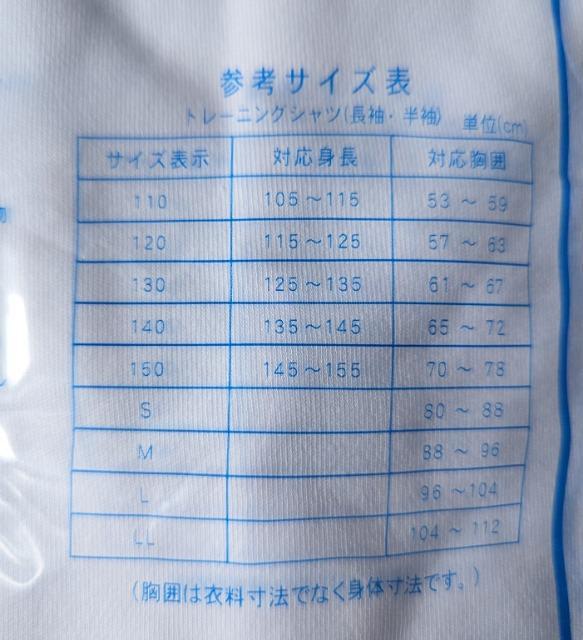 参考サイズ表
トレーニングシャツ(長袖・半袖) 単位(cm)
サイズ表示 対応身長 対応胸囲
110 105～115 53～59
120 115～125 57～63
130 125～135 61～67
140 135～145 65～72
150 145～155 70～78
S 80～88
M 88～96
L 96～104
LL 104～112
(胸囲は衣料寸法でなく身体寸法です。)